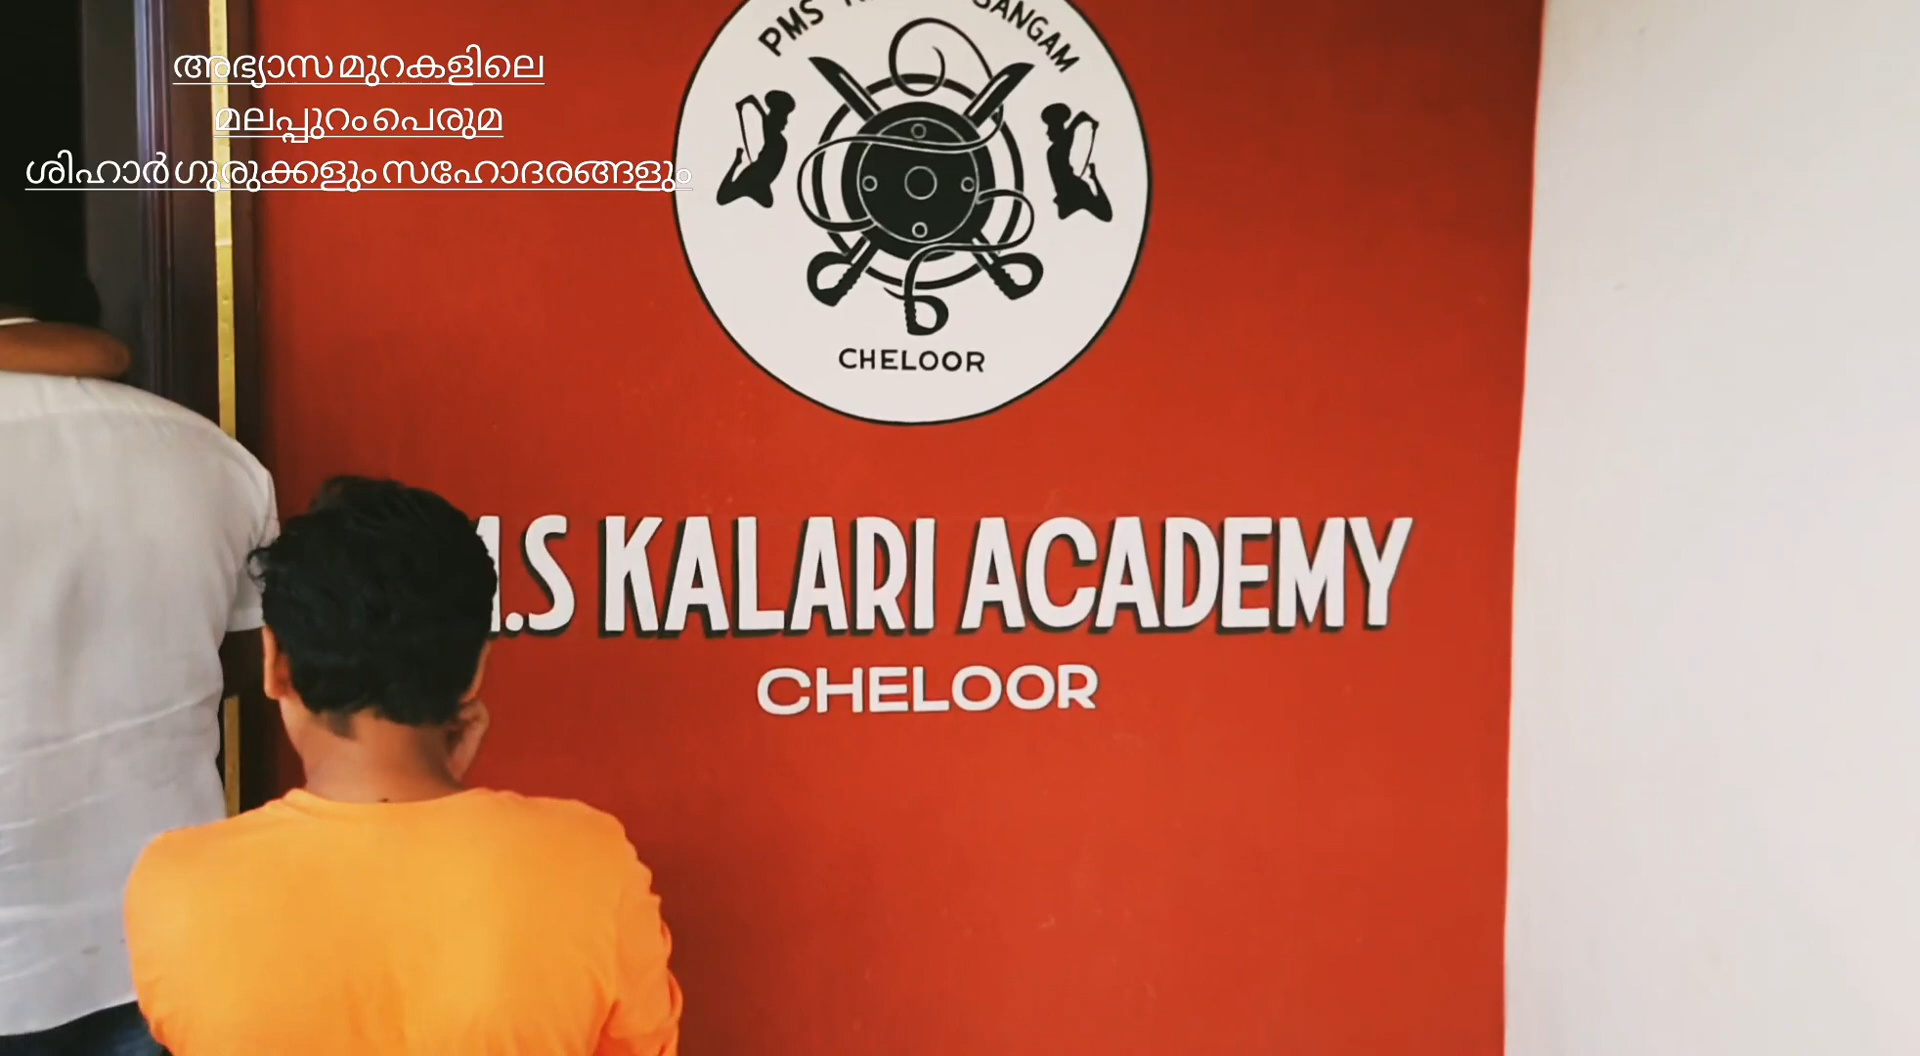 അഭ്യാസ മുറകളിലെ
മലപ്പുറം പെരുമ
ശിഹാർ ഗുരുക്കളും സഹോദരങ്ങളും
PMS SANGAM
CHELOOR
.S KALARI ACADEMY
CHELOOR